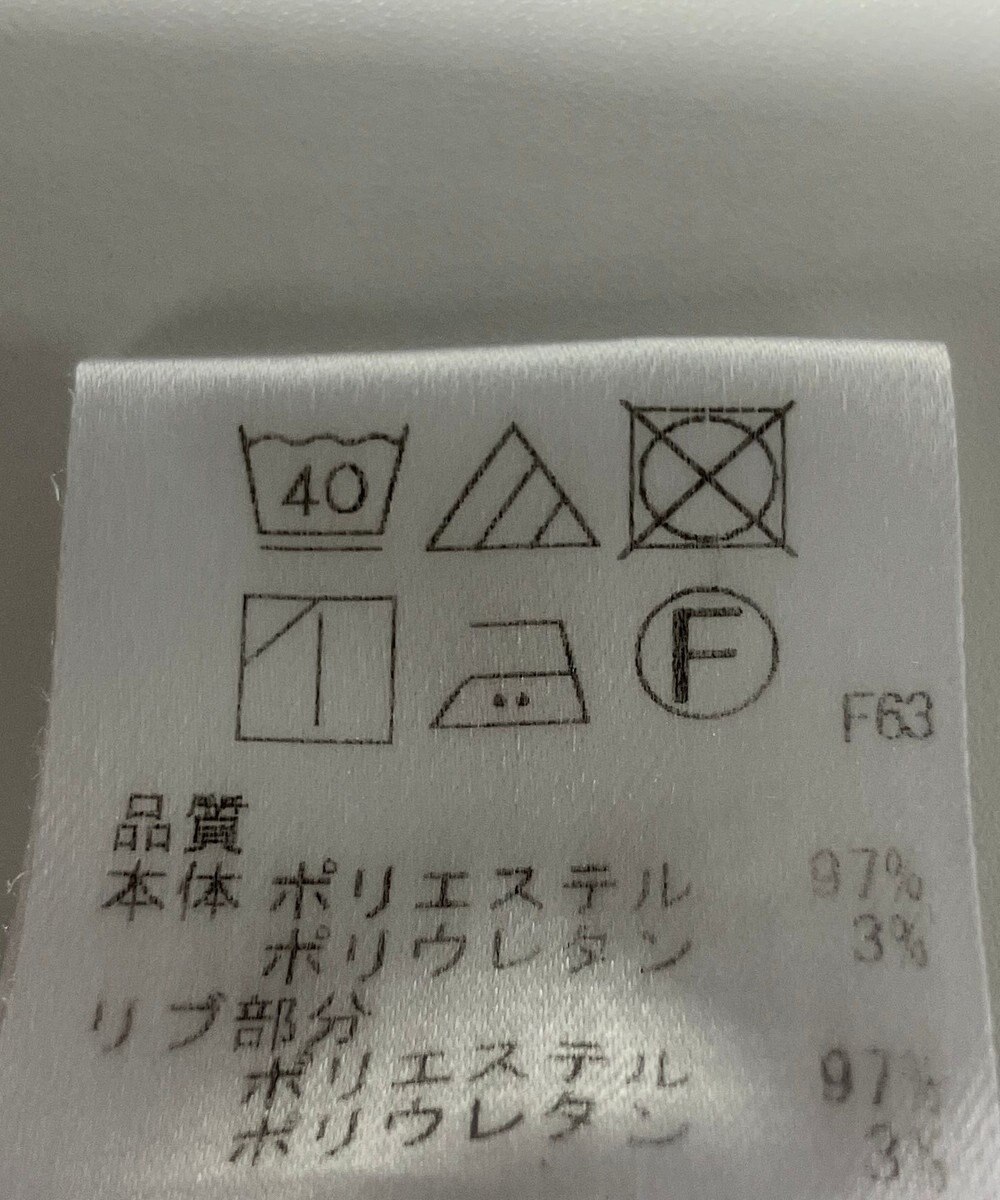 40
F
F63
品質
本体 ポリエステル 97%
ポリウレタン 3%
リブ部分
ポリエステル 97%
ポリウレタン 3%